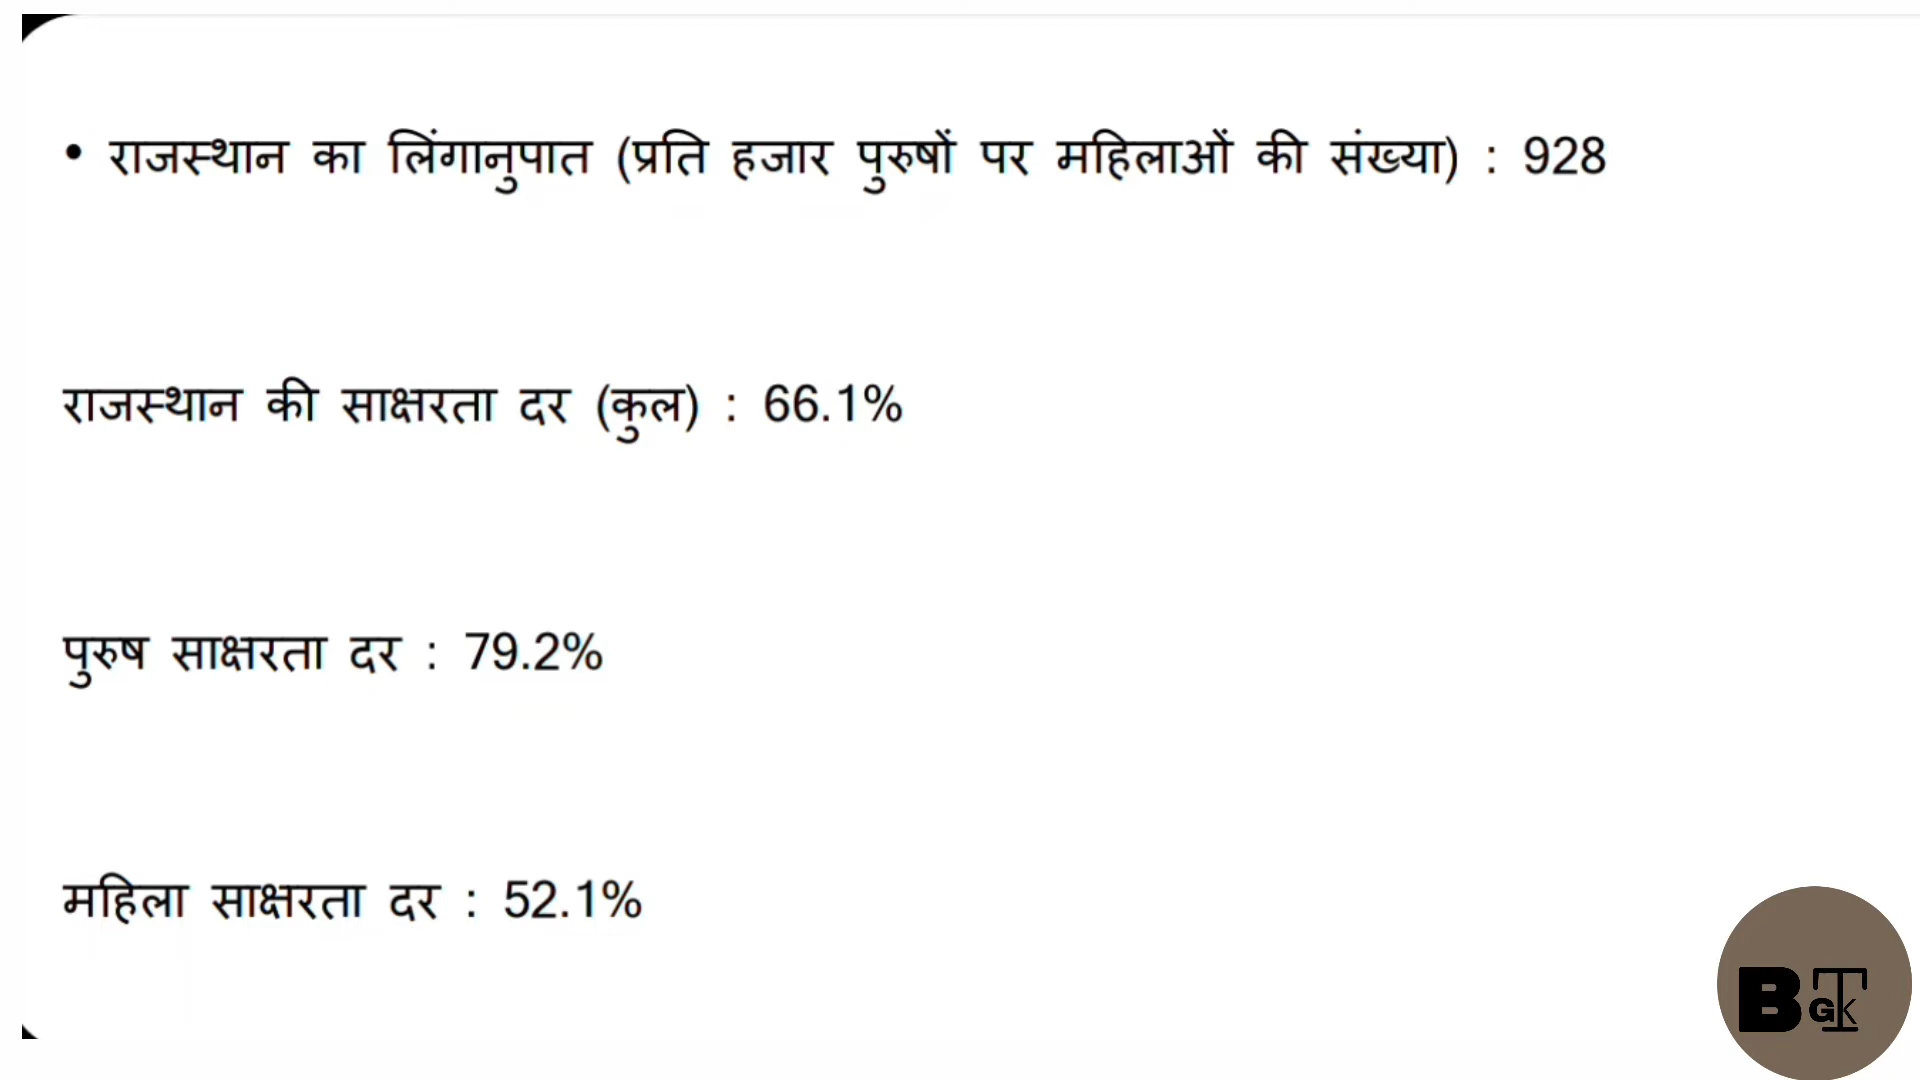 • राजस्थान का लिंगानुपात (प्रति हजार पुरुषों पर महिलाओं की संख्या) : 928
राजस्थान की साक्षरता दर (कुल) : 66.1%
पुरुष साक्षरता दर : 79.2%
महिला साक्षरता दर : 52.1%
B GK T